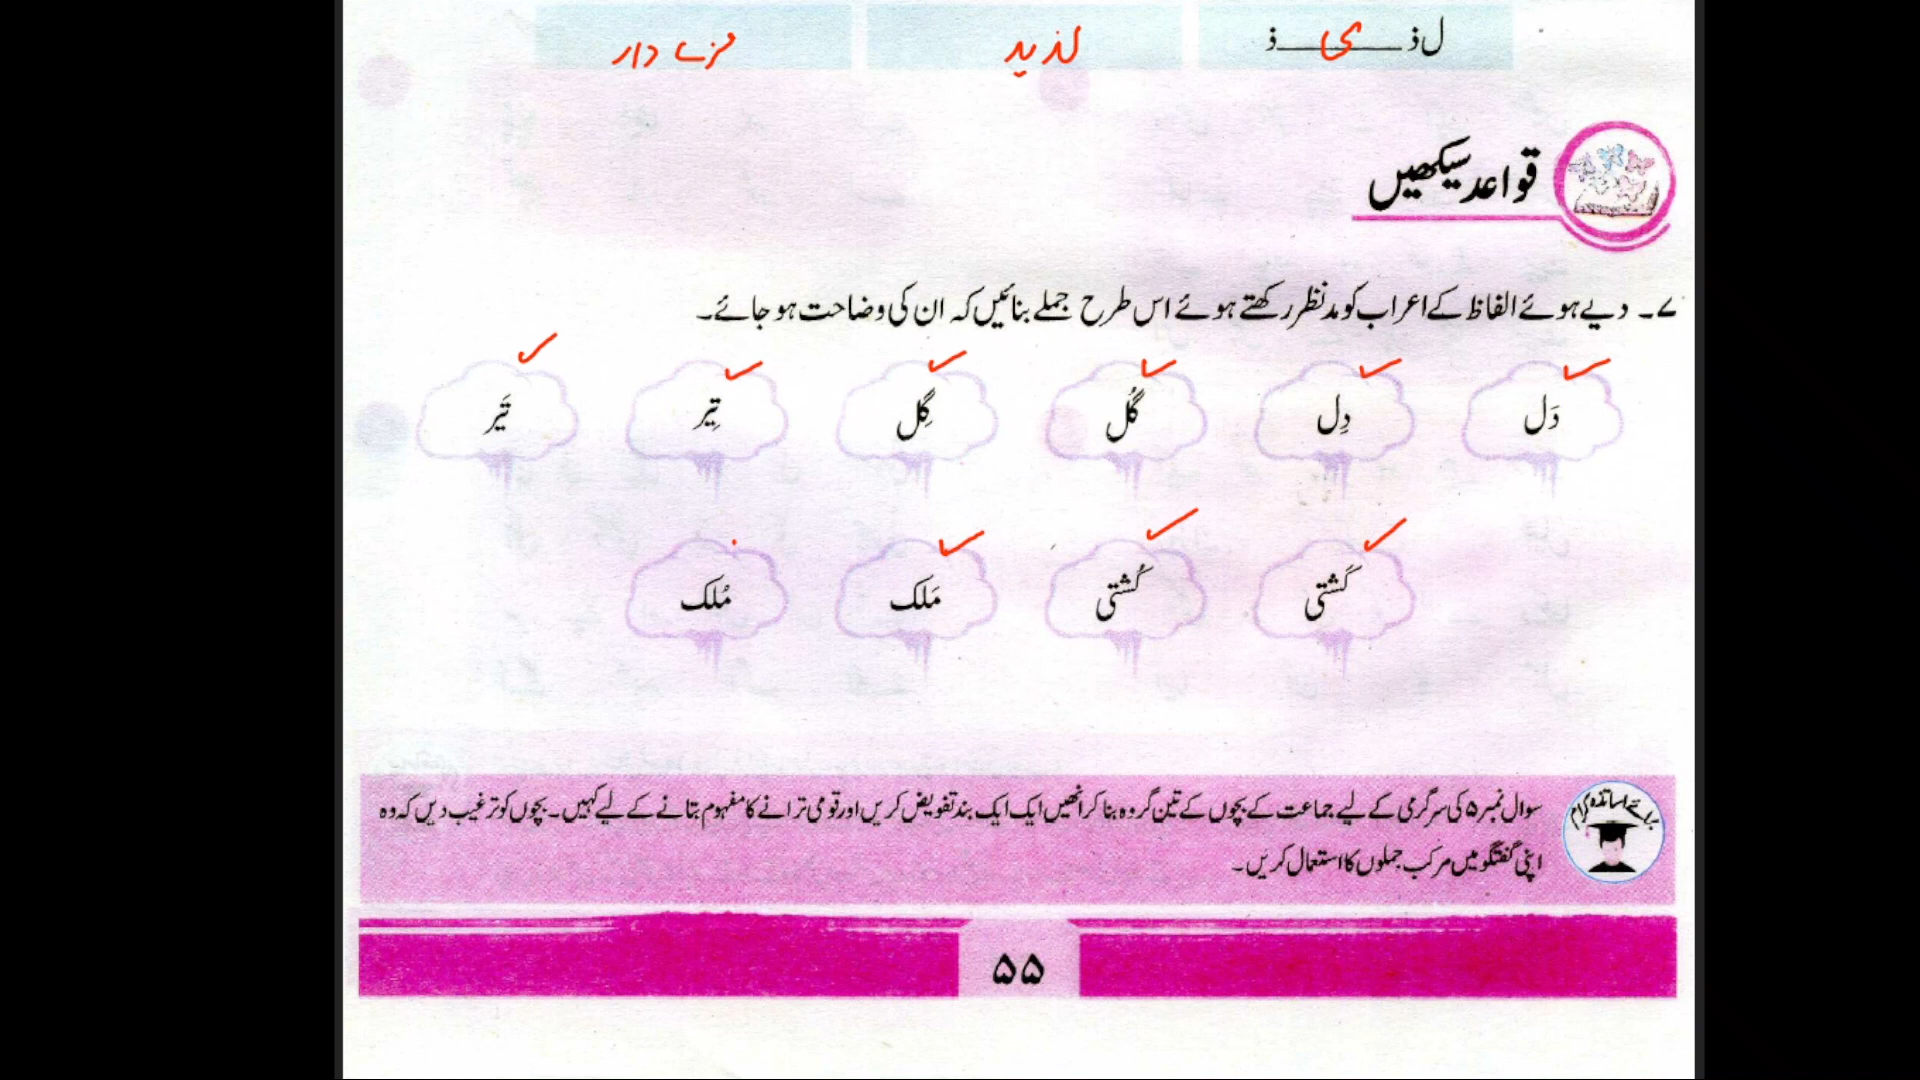 ل ذ ی ذ لذید مزے دار
قواعد سیکھیں
۷۔ دیے ہوئے الفاظ کے اعراب کو مدنظر رکھتے ہوئے اس طرح جملے بنائیں کہ ان کی وضاحت ہو جائے۔
دَل دِل گُل گِل تِیر تَیر
کَشتی کُشتی مَلک مُلک
برائے اساتذہ کرام
سوال نمبر ۵ کی سرگرمی کے لیے جماعت کے بچوں کے تین گروہ بنا کر انھیں ایک ایک بند تفویض کریں اور قومی ترانے کا مفہوم بتانے کے لیے کہیں۔ بچوں کو ترغیب دیں کہ وہ
اپنی گفتگو میں مرکب جملوں کا استعمال کریں۔
۵۵